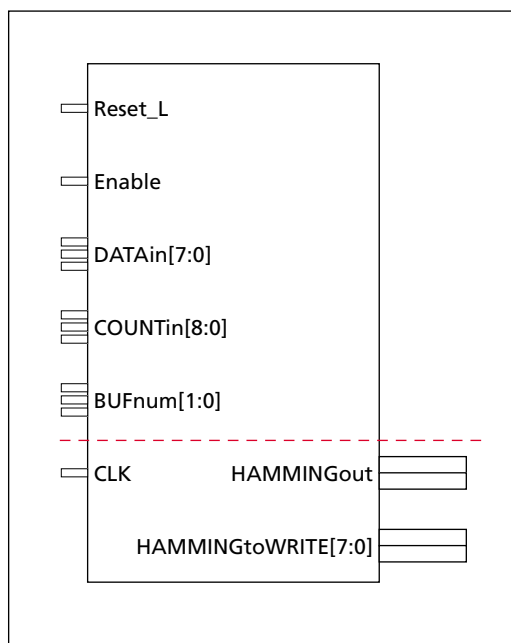 Reset_L
Enable
DATAin[7:0]
COUNTin[8:0]
BUFnum[1:0]
CLK HAMMINGout
HAMMINGtoWRITE[7:0]